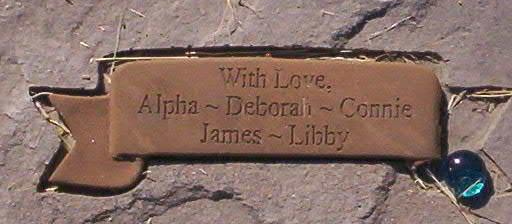 With Love,
Alpha ~ Deborah ~ Connie
James ~ Libby